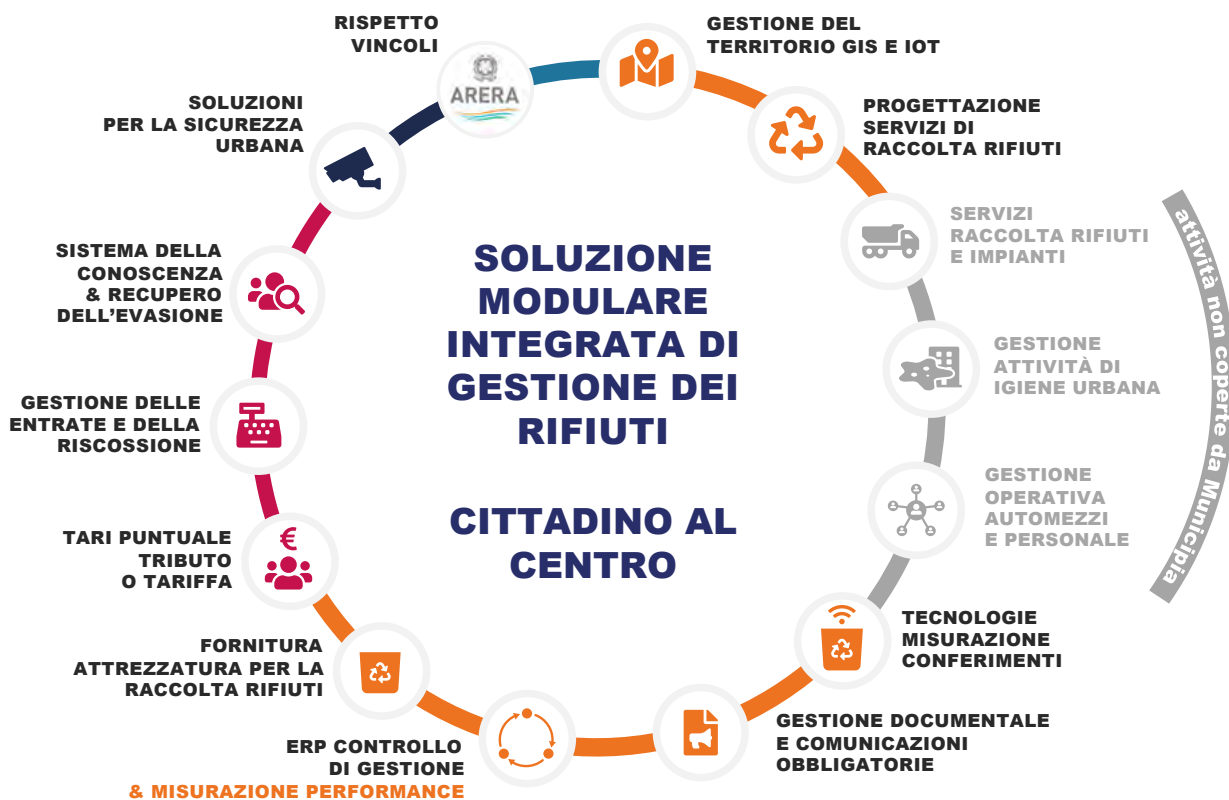 RISPETTO
VINCOLI
ARERA
GESTIONE DEL
TERRITORIO GIS E IOT
SOLUZIONI
PER LA SICUREZZA
URBANA
PROGETTAZIONE
SERVIZI DI
RACCOLTA RIFIUTI
SERVIZI
RACCOLTA RIFIUTI
E IMPIANTI
attività non coperte da Municipia
SISTEMA DELLA
CONOSCENZA
& RECUPERO
DELL'EVASIONE
SOLUZIONE
MODULARE
INTEGRATA DI
GESTIONE DEI
RIFIUTI
CITTADINO AL
CENTRO
GESTIONE
ATTIVITÀ DI
IGIENE URBANA
GESTIONE DELLE
ENTRATE E DELLA
RISCOSSIONE
GESTIONE
OPERATIVA
AUTOMEZZI
E PERSONALE
TARI PUNTUALE
TRIBUTO
O TARIFFA
€
TECNOLOGIE
MISURAZIONE
CONFERIMENTI
FORNITURA
ATTREZZATURA PER LA
RACCOLTA RIFIUTI
GESTIONE DOCUMENTALE
E COMUNICAZIONI
OBBLIGATORIE
ERP CONTROLLO
DI GESTIONE
& MISURAZIONE PERFORMANCE